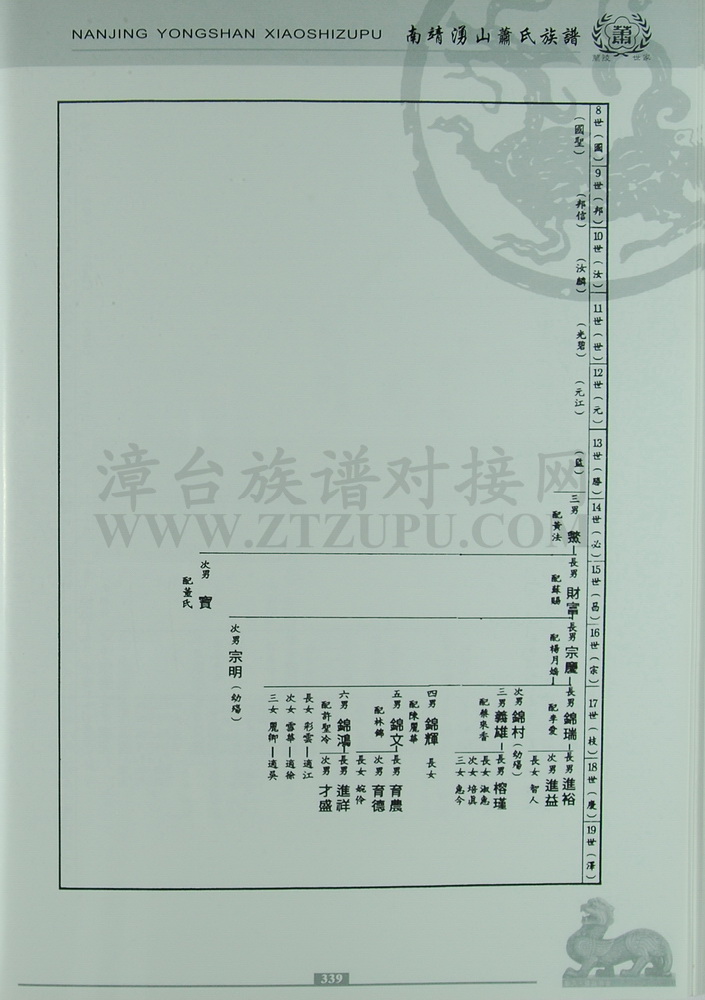 NANJING YONGSHAN XIAOSHIZUPU
南靖湧山蕭氏族譜
蕭
蘭陵 世家
8世(國)
9世(邦)
10世(汝)
11世(世)
12世(元)
13世(勝)
14世(必)
15世(昌)
16世(宗)
17世(枝)
18世(慶)
19世(澤)
(國聖)
(邦信)
(汝麟)
(光碧)
(元江)
(監)
三男
配黃法
長男 財富
配蘇賜
次男 寶
配董氏
長男 宗慶
配楊月嬌
次男 宗明(幼殤)
長男 錦瑞
配李愛
長男 進裕
次男 進益
長女 智人
次男 錦村(幼殤)
三男 義雄
配蔡來香
榕瑾
長女 淑惠
次女 培真
三女 惠今
四男 錦輝
配陳麗華
長女
五男 錦文
配林錦
長男 育農
次男 育德
長女 婉伶
六男 錦鴻
配許聖冷
長男 進祥
次男 才盛
長女 彩雲—適江
次女 雪華—適徐
三女 麗卿—適吳
漳台族谱对接网
WWW.ZTZUPU.COM
339